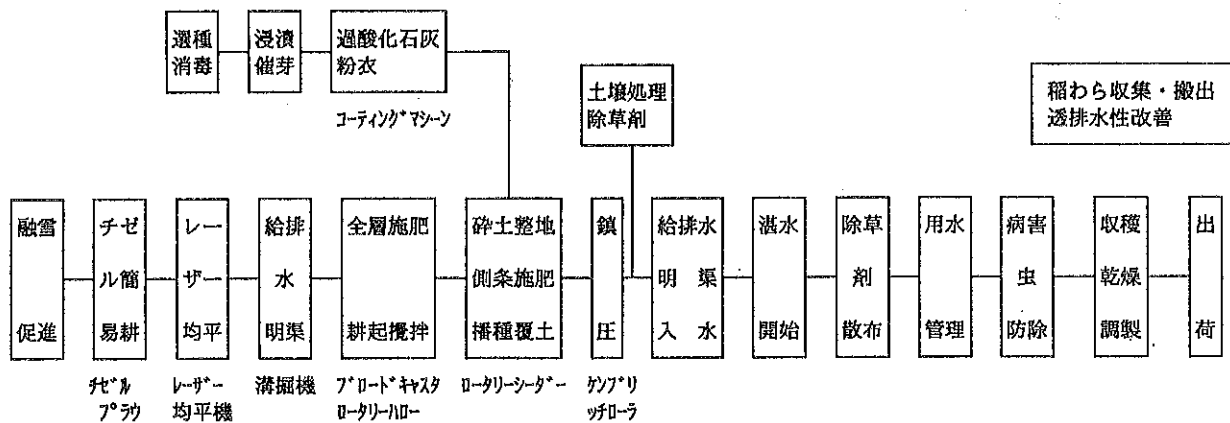 選種
消毒
浸漬
催芽
過酸化石灰
粉衣
コーティングマシーン
土壌処理
除草剤
稲わら収集・搬出
透排水性改善
融雪
促進
チゼ
ル簡
易耕
レー
ザー
均平
給排
水
明渠
全層施肥
耕起攪拌
砕土整地
側条施肥
播種覆土
鎮
圧
給排水
明渠
入水
湛水
開始
除草
剤
散布
用水
管理
病害
虫
防除
収穫
乾燥
調製
出
荷
チゼル
プラウ
レーザー
均平機
溝掘機
ブロードキャスタ
ロータリーハロー
ロータリーシーダー
ケンブリ
ッチローラ